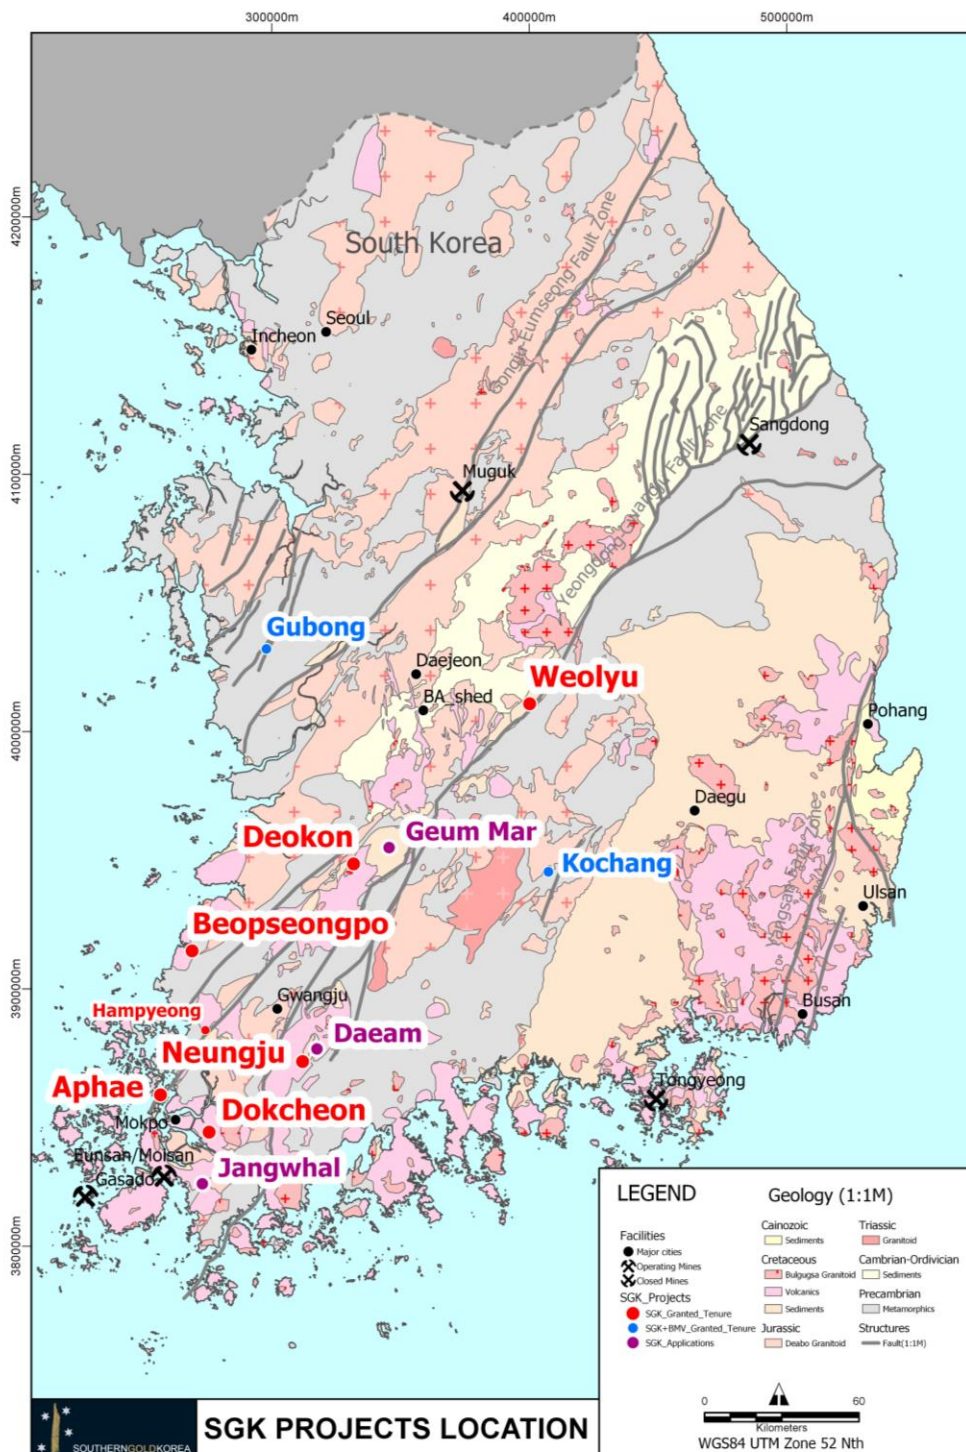 300000m
400000m
500000m
4200000m
4100000m
4000000m
3900000m
3800000m
South Korea
Gongju-Eumseong Fault Zone
Seoul
Incheon
Sangdong
Muguk
Yeongdong-Gwangju Fault Zone
Gubong
Daejeon
Weolyu
BA_shed
Pohang
Daegu
Deokon
Geum Mar
Kochang
Ulsan
Beopseongpo
Gwangju
Busan
Hampyeong
Daeam
Neungju
Aphae
Tongyeong
Dokcheon
Mokpo
Eunsan/Moisan
Jangwhal
Gasado
LEGEND
Facilities
Major cities
Operating Mines
Closed Mines
SGK_Projects
SGK_Granted_Tenure
SGK+BMV_Granted_Tenure
SGK_Applications
Geology (1:1M)
Cainozoic
Sediments
Cretaceous
Bulgugsa Granitoid
Volcanics
Sediments
Jurassic
Deabo Granitoid
Triassic
Granitoid
Cambrian-Ordivician
Sediments
Precambrian
Metamorphics
Structures
Fault(1:1M)
0 60
Kilometers
WGS84 UTM Zone 52 Nth
SOUTHERNGOLDKOREA
SGK PROJECTS LOCATION